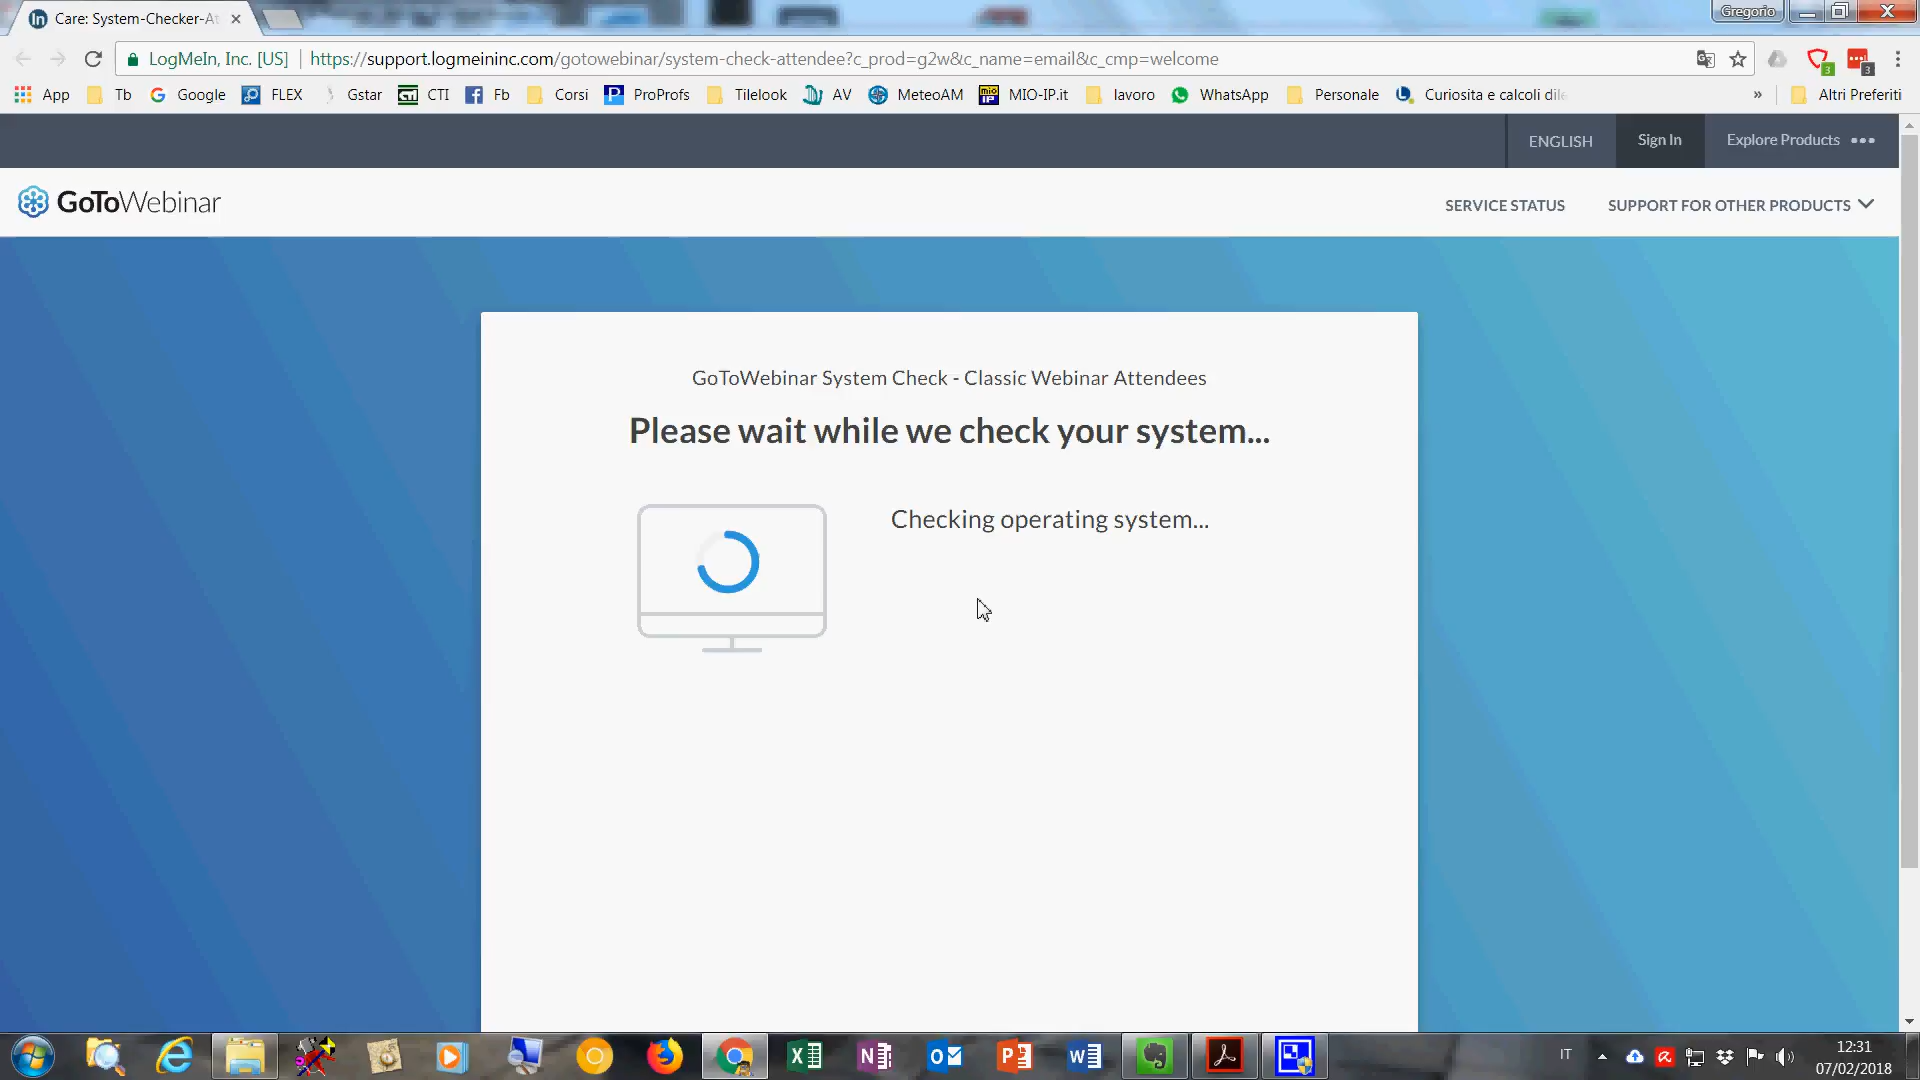 Care: System-Checker-At
Gregorio
LogMeIn, Inc. [US]
https://support.logmeininc.com/gotowebinar/system-check-attendee?c_prod=g2w&c_name=email&c_cmp=welcome
3
3
App
Tb
Google
FLEX
Gstar
CTI
Fb
Corsi
ProProfs
Tilelook
AV
MeteoAM
MIO-IP.it
lavoro
WhatsApp
Personale
Curiosita e calcoli dile
»
Altri Preferiti
ENGLISH
Sign In
Explore Products
GoToWebinar
SERVICE STATUS
SUPPORT FOR OTHER PRODUCTS
GoToWebinar System Check - Classic Webinar Attendees
Please wait while we check your system...
Checking operating system...
IT
12:31
07/02/2018